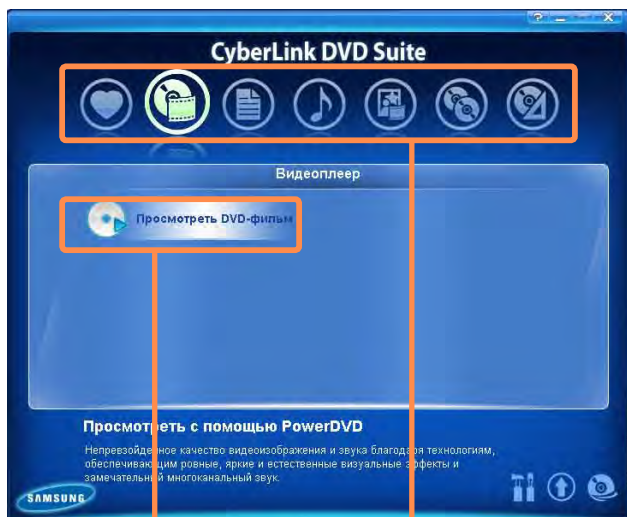 CyberLink DVD Suite
Видеоплеер
Просмотреть DVD-фильм
Просмотреть с помощью PowerDVD
Непревзойденное качество видеоизображения и звука благодаря технологиям,
обеспечивающим ровные, яркие и естественные визуальные эффекты и
замечательный многоканальный звук.
SAMSUNG